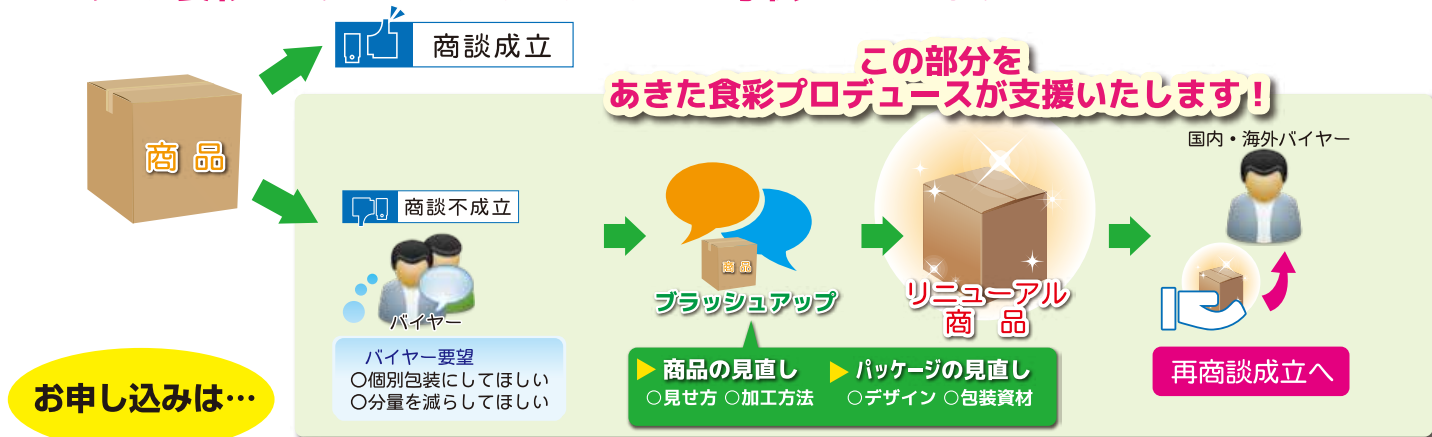 商談成立
この部分を
あきた食彩プロデュースが支援いたします！
商 品
国内・海外バイヤー
商談不成立
商 品
バイヤー
ブラッシュアップ
リニューアル
商 品
バイヤー要望
○個別包装にしてほしい
○分量を減らしてほしい
商品の見直し
○見せ方 ○加工方法
パッケージの見直し
○デザイン ○包装資材
再商談成立へ
お申し込みは…